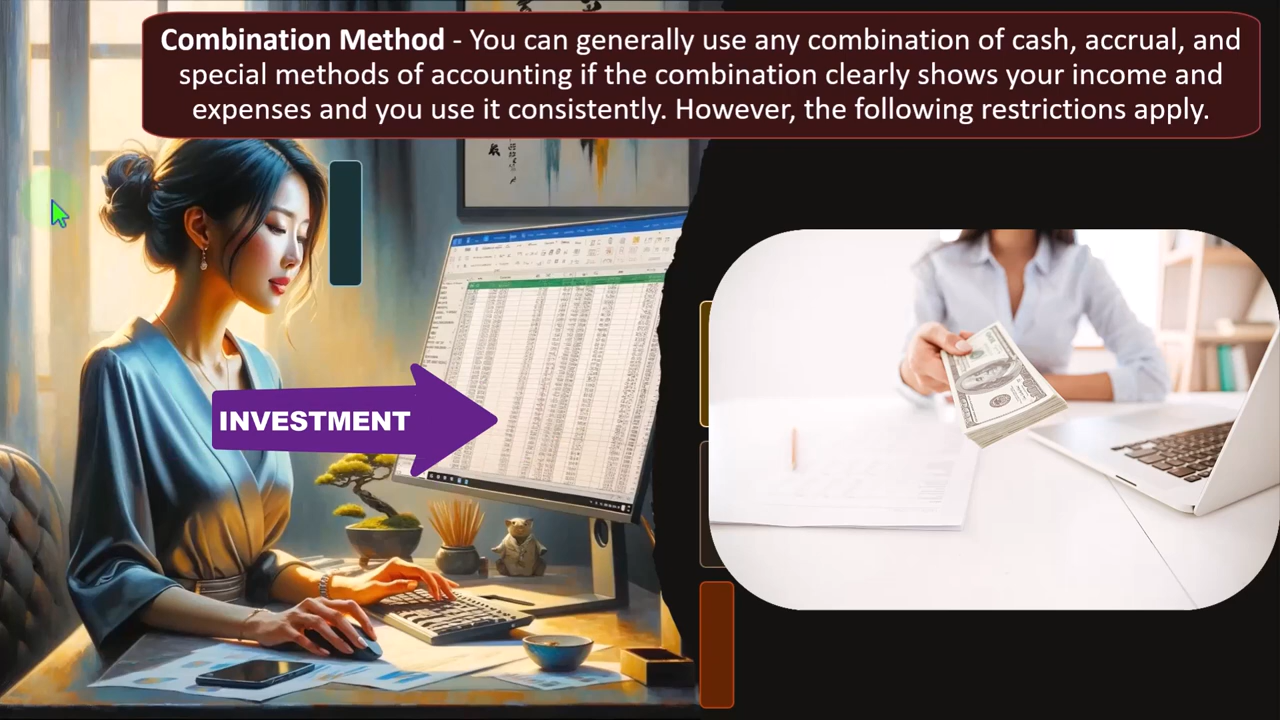 Combination Method - You can generally use any combination of cash, accrual, and
special methods of accounting if the combination clearly shows your income and
expenses and you use it consistently. However, the following restrictions apply.
INVESTMENT